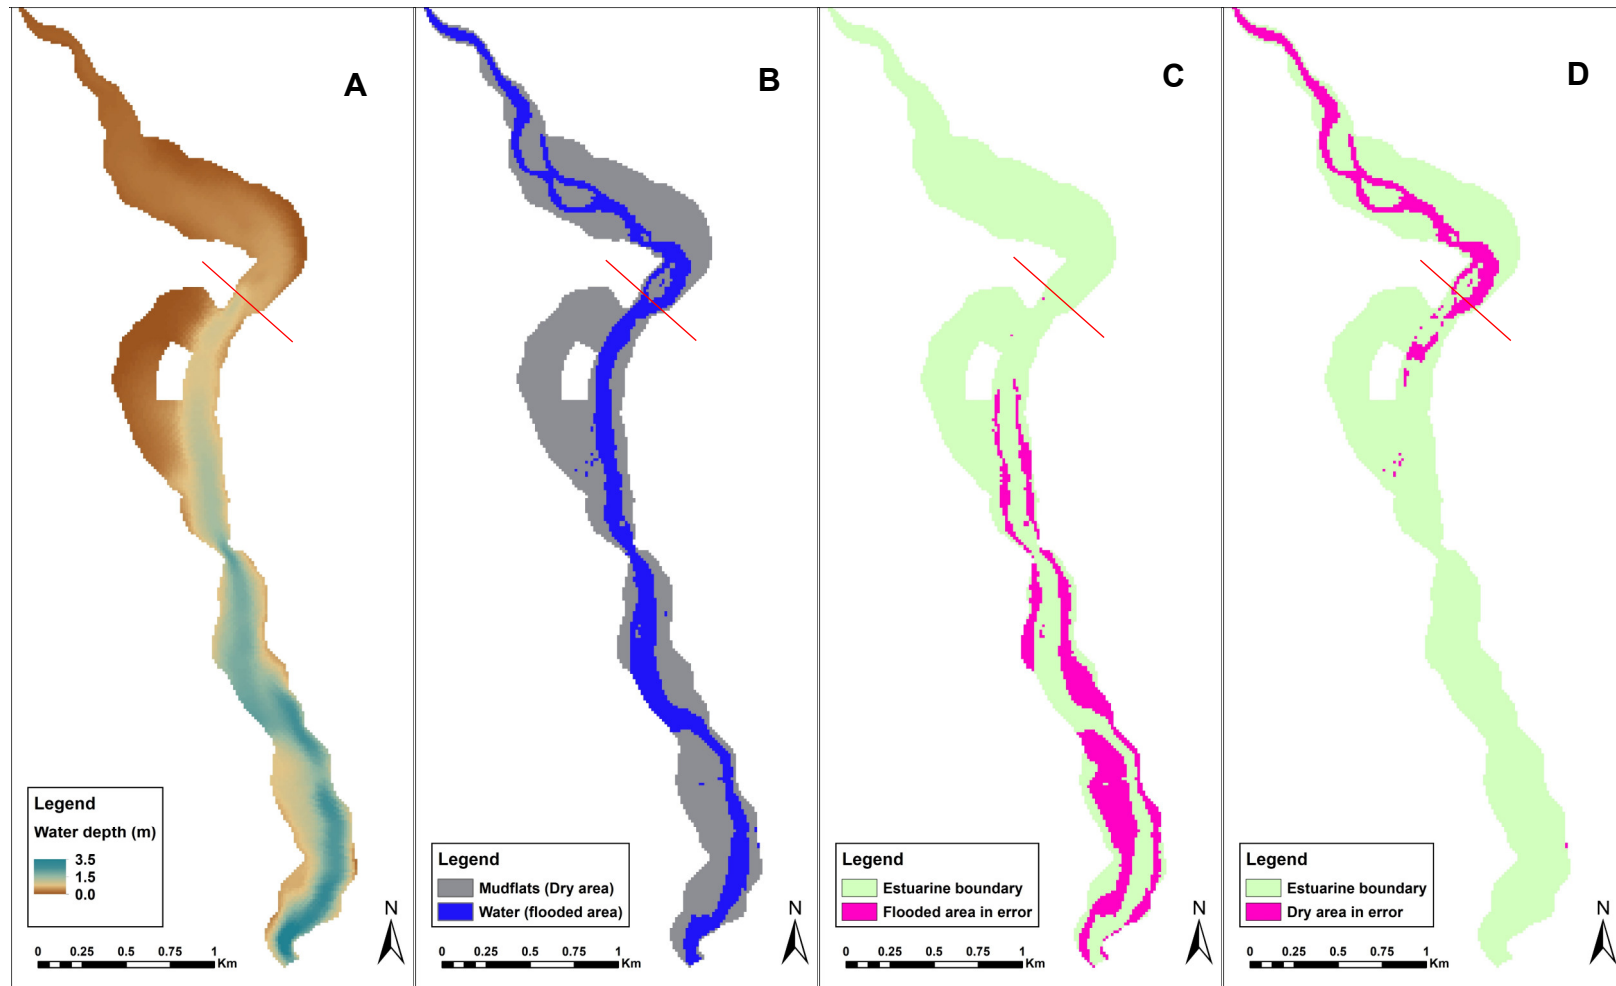 A
Legend
Water depth (m)
3.5
1.5
0.0
N
0 0.25 0.5 0.75 1
Km
B
Legend
Mudflats (Dry area)
Water (flooded area)
N
0 0.25 0.5 0.75 1
Km
C
Legend
Estuarine boundary
Flooded area in error
N
0 0.25 0.5 0.75 1
Km
D
Legend
Estuarine boundary
Dry area in error
N
0 0.25 0.5 0.75 1
Km